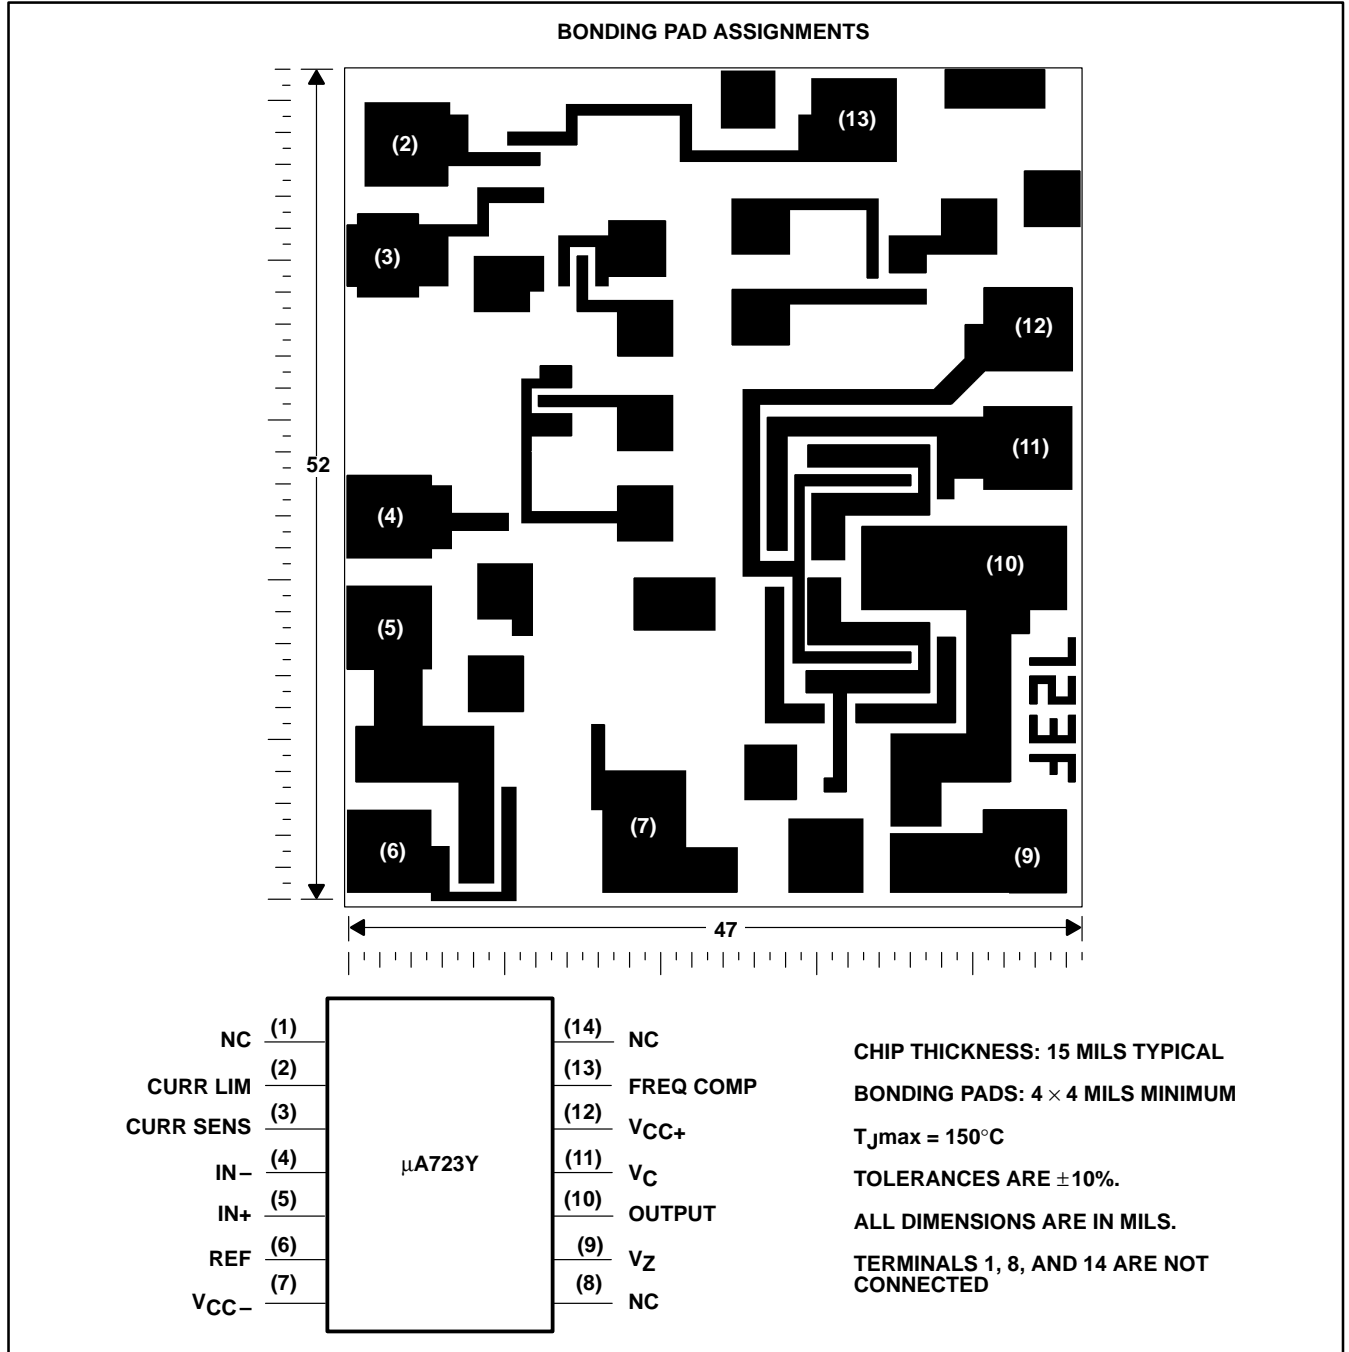 BONDING PAD ASSIGNMENTS
(2)
(13)
(3)
(12)
(11)
52
(4)
(10)
(5)
723F
(7)
(6)
(9)
47
(1)
NC
(2)
CURR LIM
(3)
CURR SENS
(4)
IN−
(5)
IN+
(6)
REF
(7)
VCC−
μA723Y
(14)
NC
(13)
FREQ COMP
(12)
VCC+
(11)
VC
(10)
OUTPUT
(9)
VZ
(8)
NC
CHIP THICKNESS: 15 MILS TYPICAL
BONDING PADS: 4 × 4 MILS MINIMUM
TJmax = 150°C
TOLERANCES ARE ±10%.
ALL DIMENSIONS ARE IN MILS.
TERMINALS 1, 8, AND 14 ARE NOT
CONNECTED